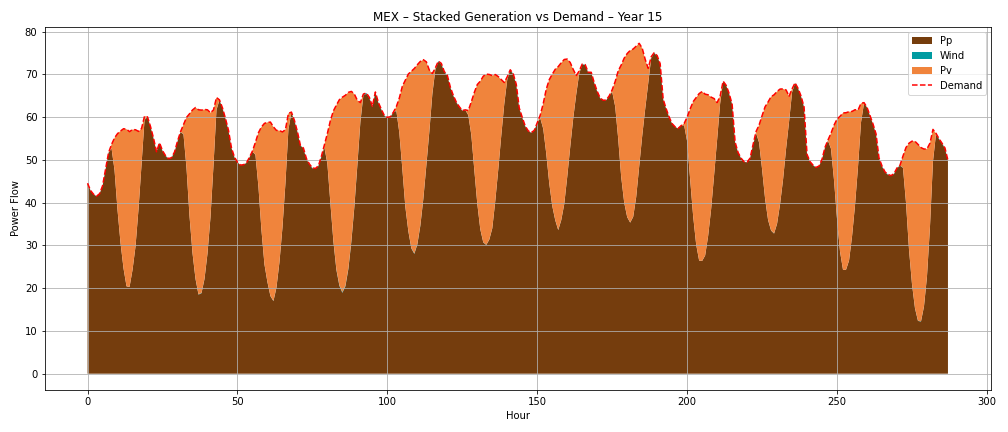 MEX – Stacked Generation vs Demand – Year 15
80
70
60
50
40
30
20
10
0
Power Flow
Pp
Wind
Pv
Demand
0 50 100 150 200 250 300
Hour